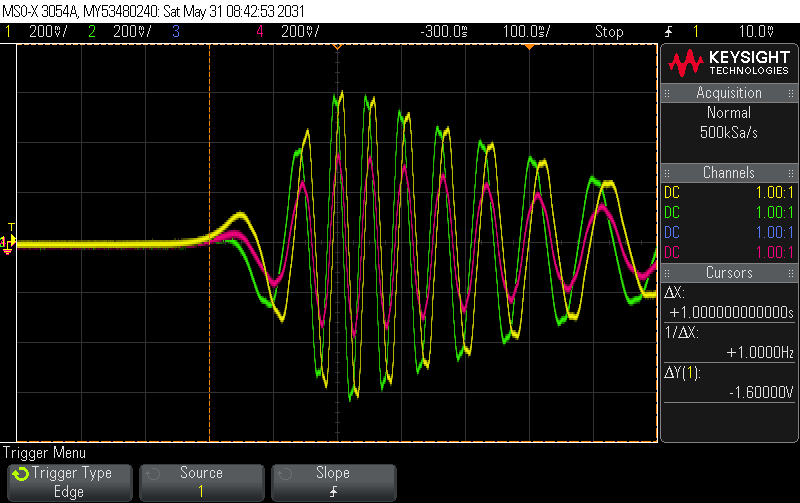 MSO-X 3054A, MY53480240: Sat May 31 08:42:53 2031
1 200V/ 2 200V/ 3 4 200V/ -300.0ms 100.0ms/ Stop 1 10.0V
KEYSIGHT
TECHNOLOGIES
Acquisition
Normal
500kSa/s
Channels
DC 1.00:1
DC 1.00:1
DC 1.00:1
DC 1.00:1
Cursors
ΔX:
+1.000000000000s
1/ΔX:
+1.0000Hz
ΔY(1):
-1.60000V
T
Trigger Menu
Trigger Type
Edge
Source
1
Slope